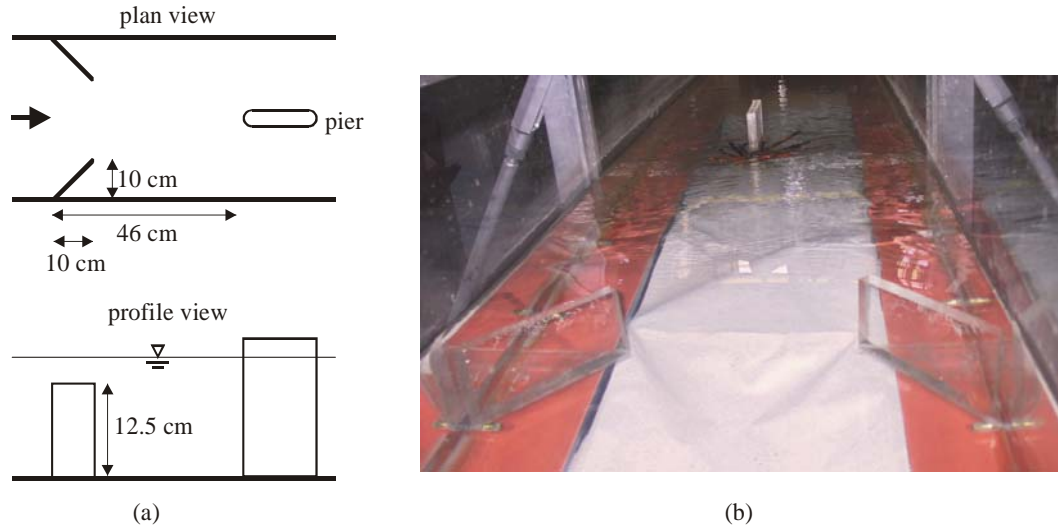 plan view
pier
10 cm
46 cm
10 cm
profile view
12.5 cm
(a)
(b)